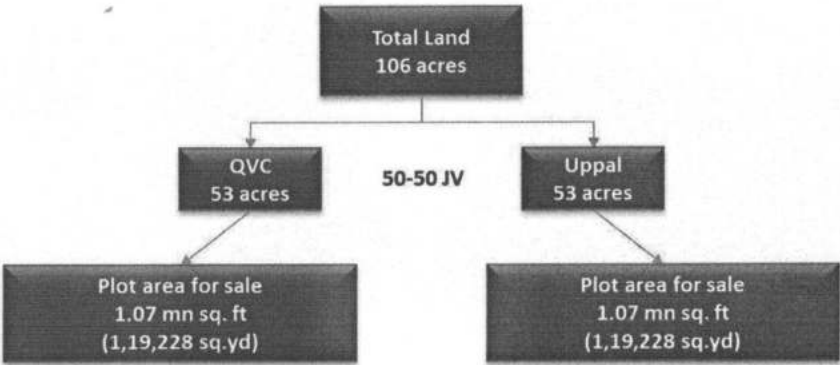 Total Land
106 acres
QVC
53 acres
50-50 JV
Uppal
53 acres
Plot area for sale
1.07 mn sq. ft
(1,19,228 sq.yd)
Plot area for sale
1.07 mn sq. ft
(1,19,228 sq.yd)